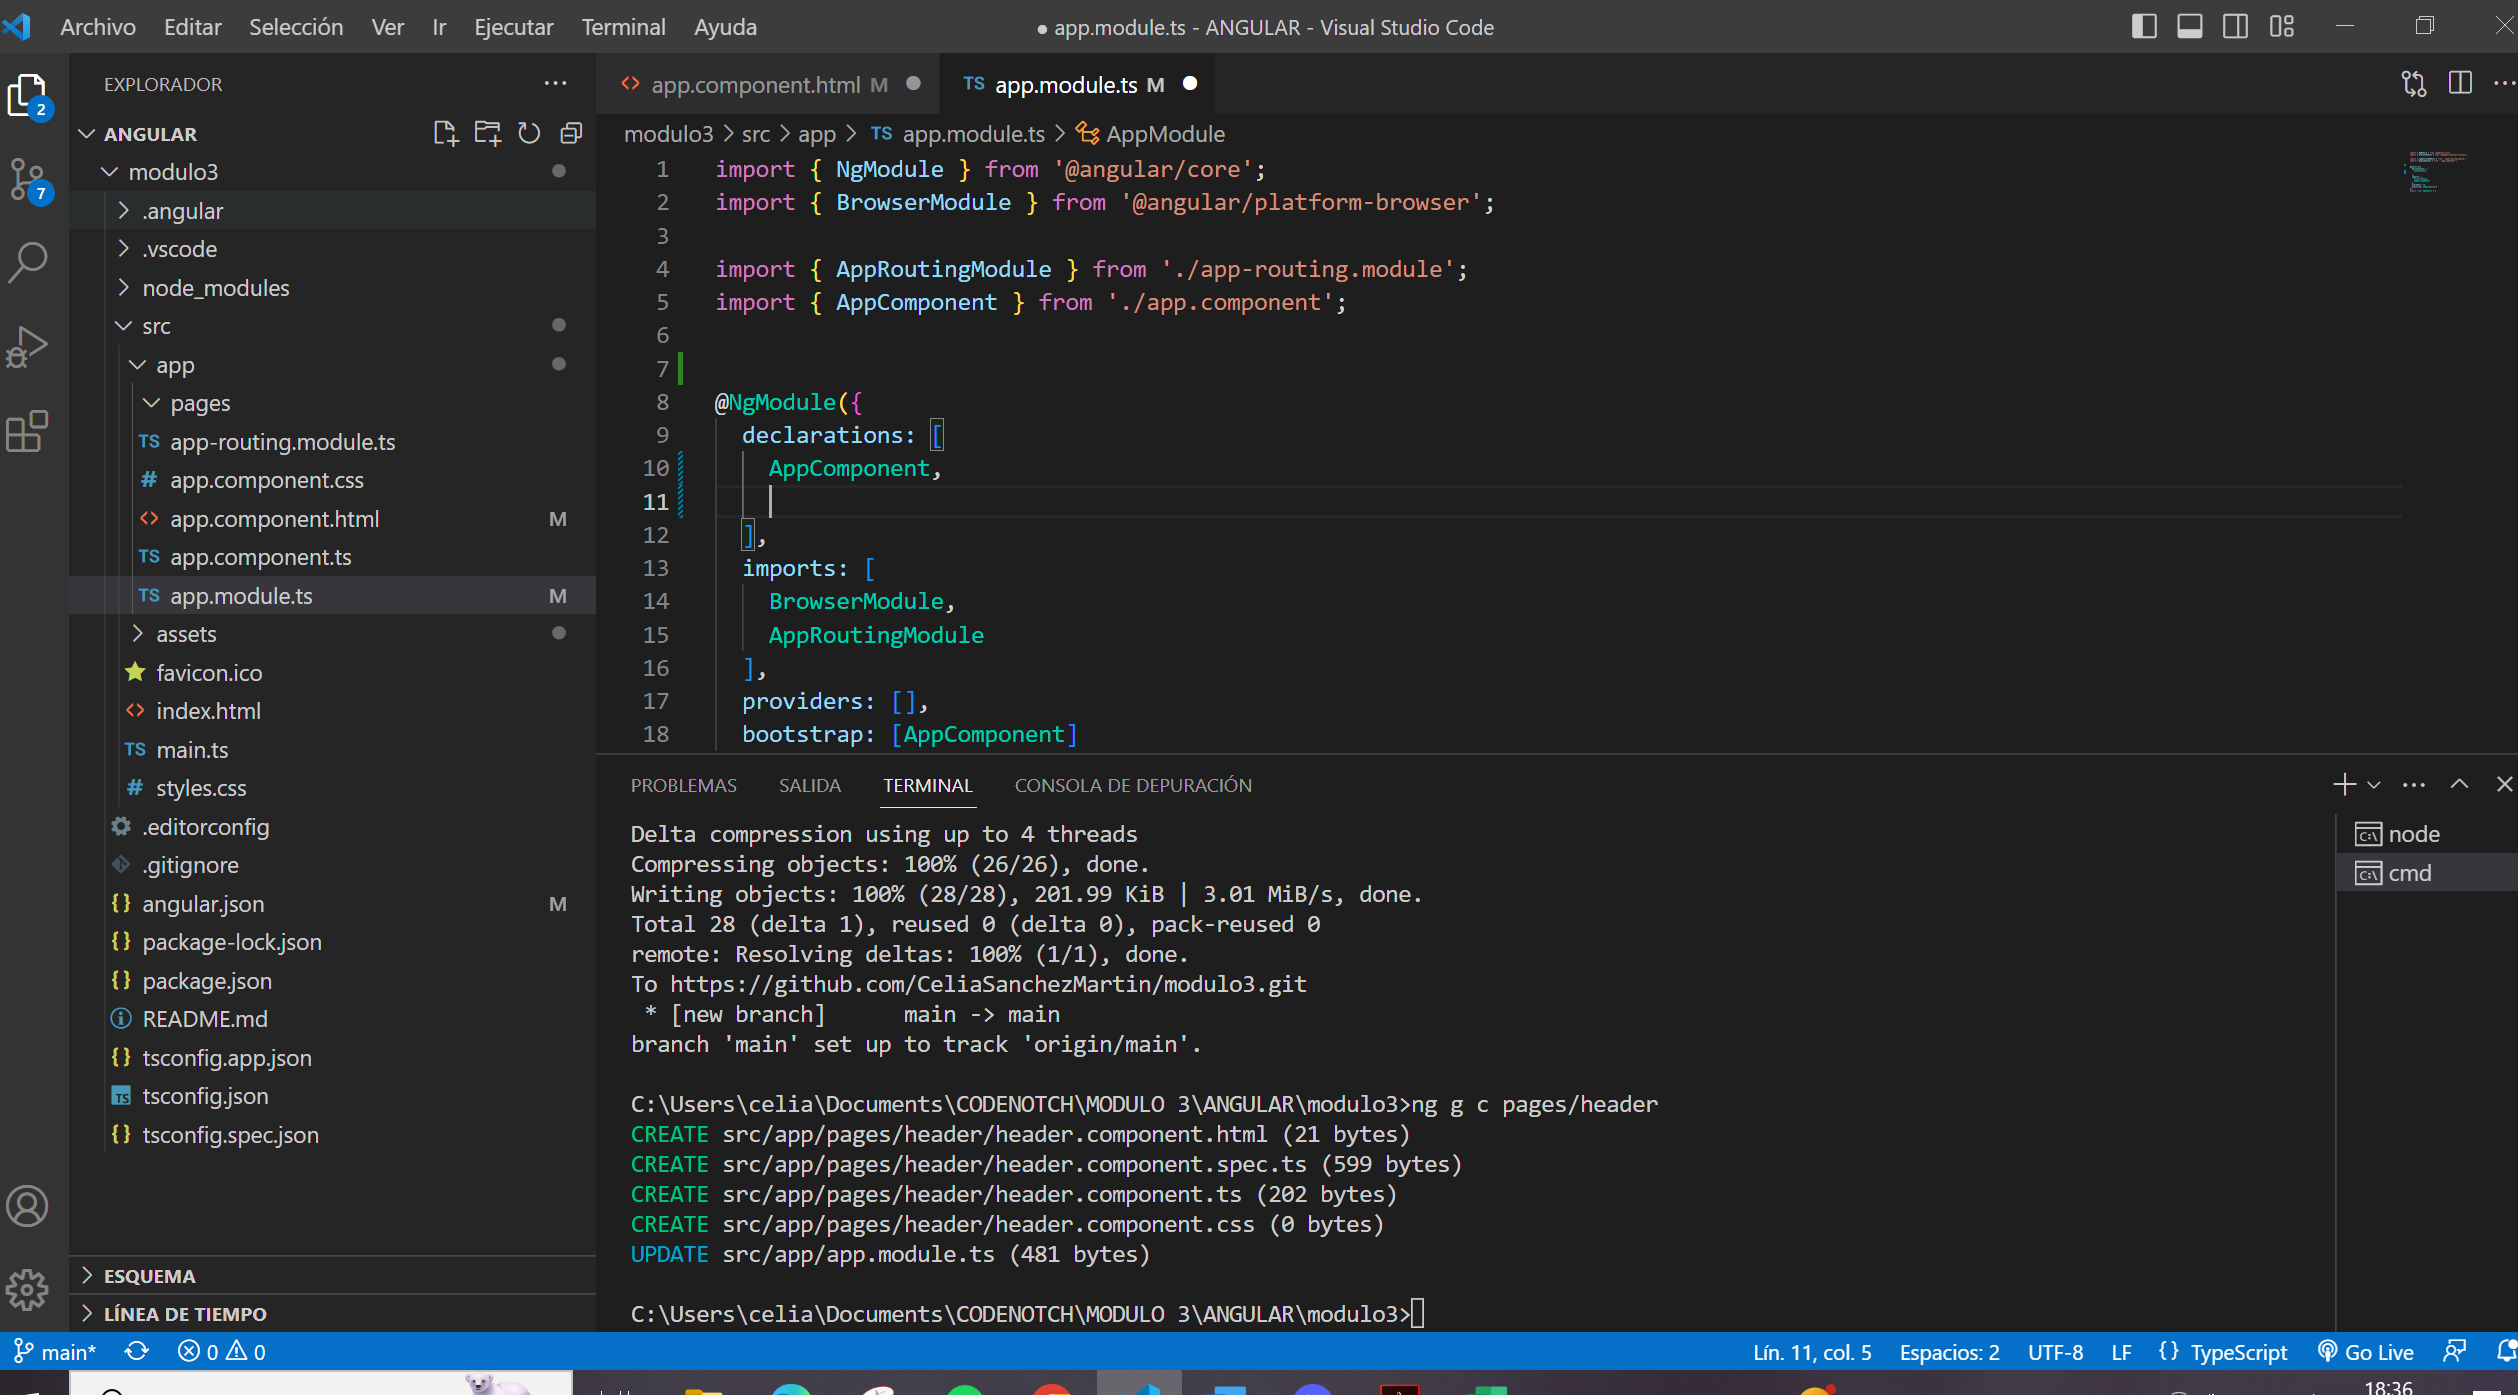 Archivo Editar Selección Ver Ir Ejecutar Terminal Ayuda
● app.module.ts - ANGULAR - Visual Studio Code
2
7
EXPLORADOR
ANGULAR
modulo3
.angular
.vscode
node_modules
src
app
pages
TS app-routing.module.ts
# app.component.css
<> app.component.html M
TS app.component.ts
TS app.module.ts M
assets
favicon.ico
<> index.html
TS main.ts
# styles.css
.editorconfig
.gitignore
{} angular.json M
{} package-lock.json
{} package.json
README.md
{} tsconfig.app.json
TS tsconfig.json
{} tsconfig.spec.json
ESQUEMA
LÍNEA DE TIEMPO
<> app.component.html M ●
TS app.module.ts M ●
modulo3 > src > app > TS app.module.ts > AppModule
1 import { NgModule } from '@angular/core';
2 import { BrowserModule } from '@angular/platform-browser';
3
4 import { AppRoutingModule } from './app-routing.module';
5 import { AppComponent } from './app.component';
6
7
8 @NgModule({
9 declarations: [
10 AppComponent,
11
12 ],
13 imports: [
14 BrowserModule,
15 AppRoutingModule
16 ],
17 providers: [],
18 bootstrap: [AppComponent]
PROBLEMAS SALIDA TERMINAL CONSOLA DE DEPURACIÓN
node
cmd
Delta compression using up to 4 threads
Compressing objects: 100% (26/26), done.
Writing objects: 100% (28/28), 201.99 KiB | 3.01 MiB/s, done.
Total 28 (delta 1), reused 0 (delta 0), pack-reused 0
remote: Resolving deltas: 100% (1/1), done.
To https://github.com/CeliaSanchezMartin/modulo3.git
* [new branch] main -> main
branch 'main' set up to track 'origin/main'.
C:\Users\celia\Documents\CODENOTCH\MODULO 3\ANGULAR\modulo3>ng g c pages/header
CREATE src/app/pages/header/header.component.html (21 bytes)
CREATE src/app/pages/header/header.component.spec.ts (599 bytes)
CREATE src/app/pages/header/header.component.ts (202 bytes)
CREATE src/app/pages/header/header.component.css (0 bytes)
UPDATE src/app/app.module.ts (481 bytes)
C:\Users\celia\Documents\CODENOTCH\MODULO 3\ANGULAR\modulo3>
main* 0 0
Lín. 11, col. 5 Espacios: 2 UTF-8 LF {} TypeScript Go Live
18:36